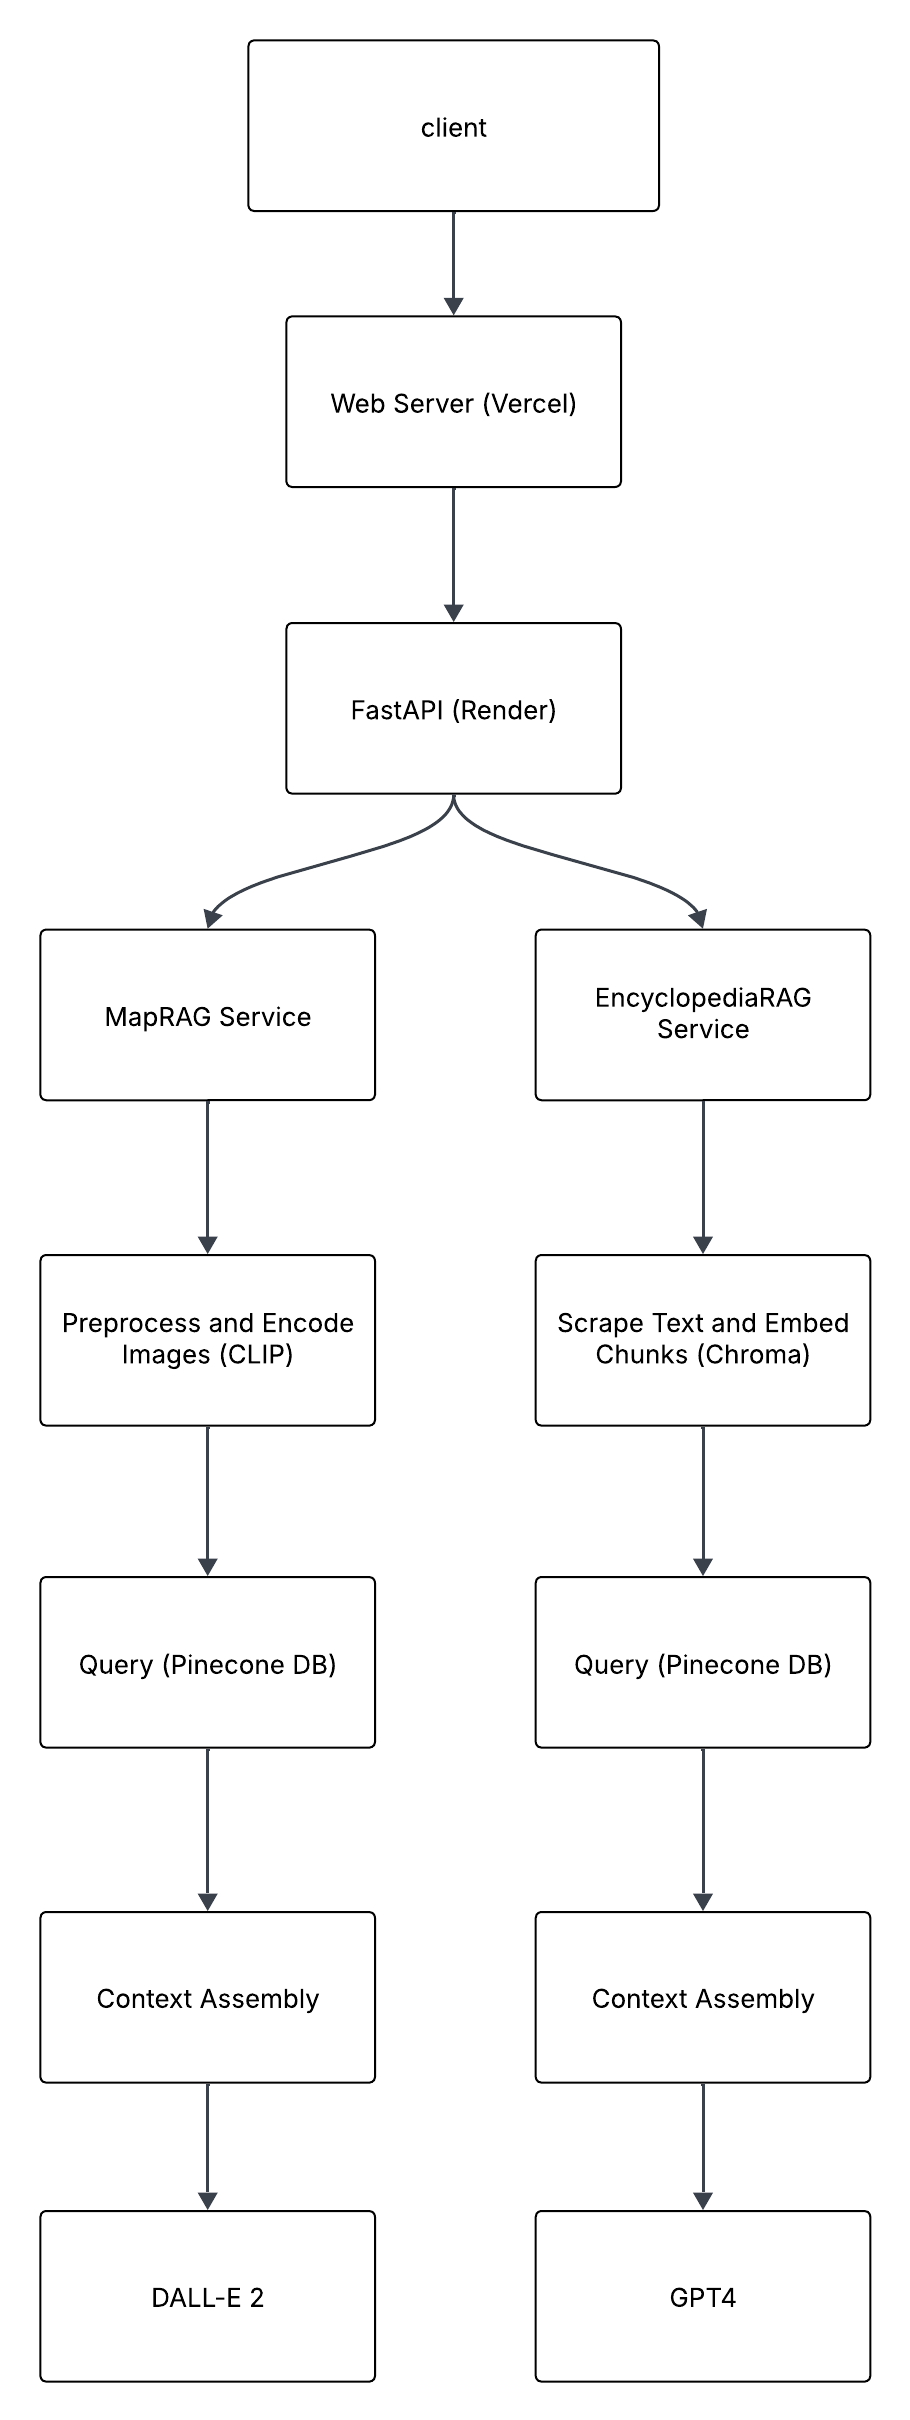 client
Web Server (Vercel)
FastAPI (Render)
MapRAG Service
EncyclopediaRAG
Service
Preprocess and Encode
Images (CLIP)
Scrape Text and Embed
Chunks (Chroma)
Query (Pinecone DB)
Query (Pinecone DB)
Context Assembly
Context Assembly
DALL-E 2
GPT4